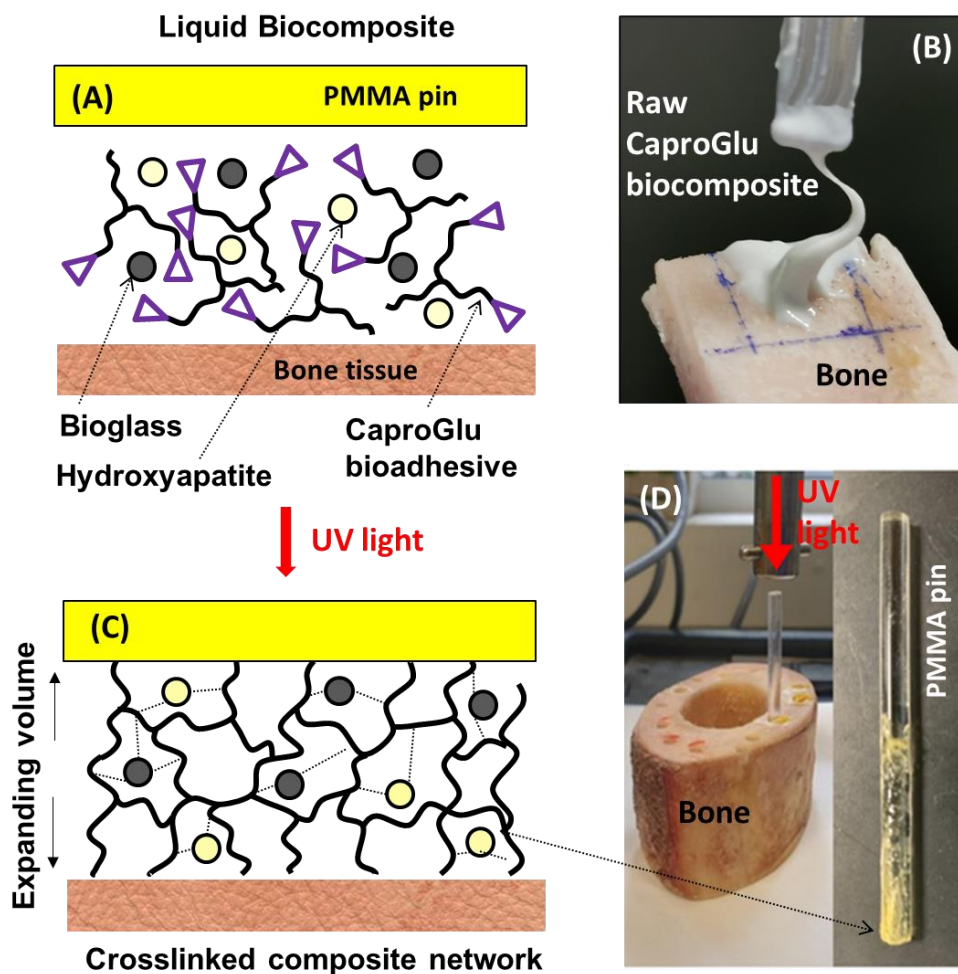 Liquid Biocomposite
(A)
PMMA pin
Bone tissue
Bioglass
Hydroxyapatite
CaproGlu
bioadhesive
UV light
(B)
Raw
CaproGlu
biocomposite
Bone
(C)
Expanding volume
Crosslinked composite network
(D)
UV
light
Bone
PMMA pin